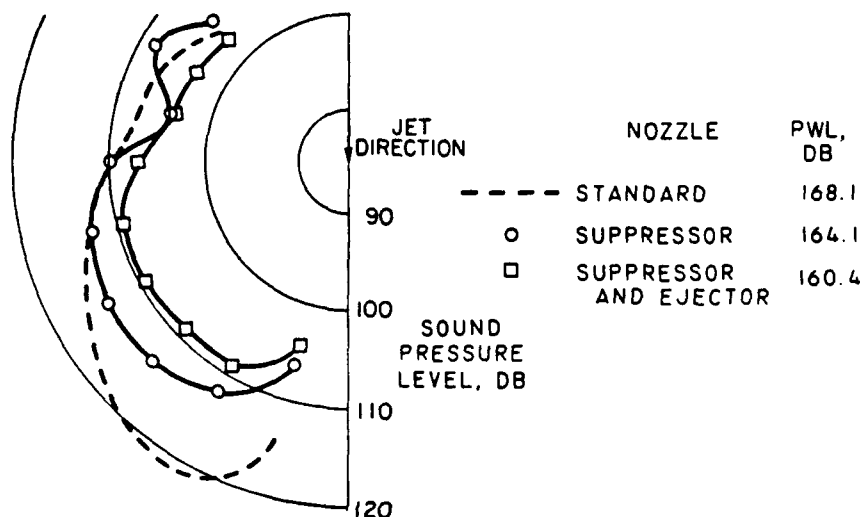 JET
DIRECTION
90
100
110
120
SOUND
PRESSURE
LEVEL, DB
NOZZLE PWL,
DB
STANDARD 168.1
SUPPRESSOR 164.1
SUPPRESSOR
AND EJECTOR 160.4